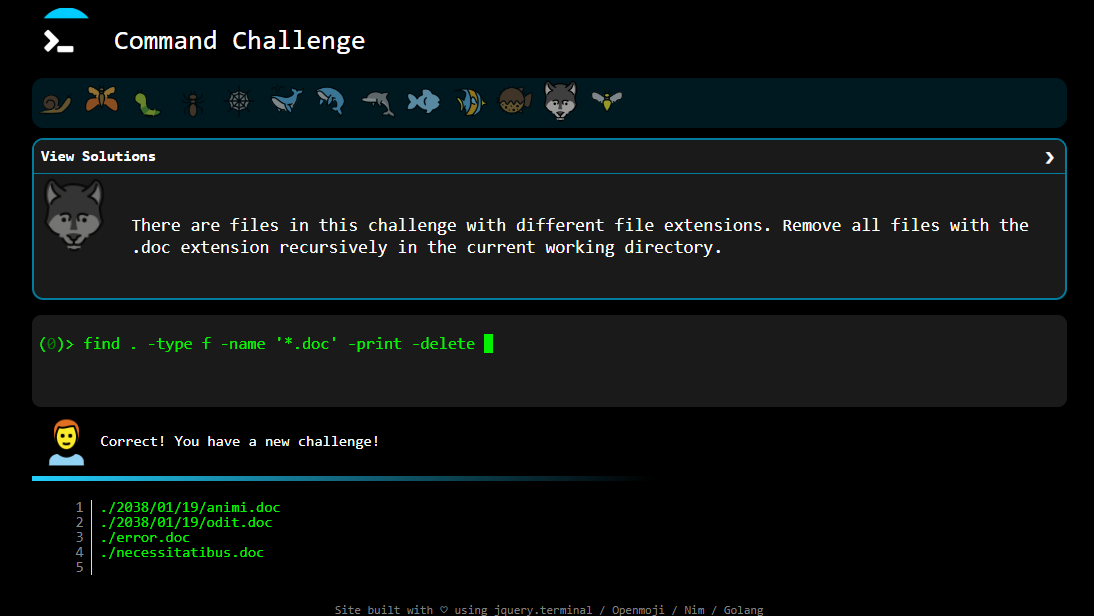 Command Challenge
View Solutions
There are files in this challenge with different file extensions. Remove all files with the
.doc extension recursively in the current working directory.
(0)> find . -type f -name '*.doc' -print -delete
Correct! You have a new challenge!
1 ./2038/01/19/animi.doc
2 ./2038/01/19/odit.doc
3 ./error.doc
4 ./necessitatibus.doc
5
Site built with ♡ using jquery.terminal / Openmoji / Nim / Golang